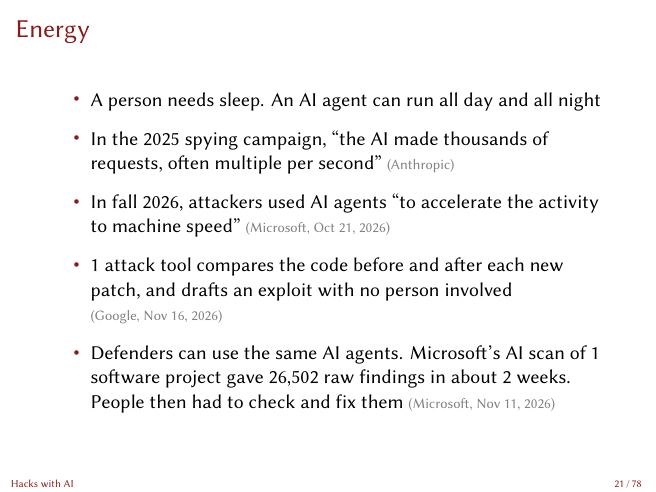 Energy
• A person needs sleep. An AI agent can run all day and all night
• In the 2025 spying campaign, “the AI made thousands of
requests, often multiple per second” (Anthropic)
• In fall 2026, attackers used AI agents “to accelerate the activity
to machine speed” (Microsoft, Oct 21, 2026)
• 1 attack tool compares the code before and after each new
patch, and drafts an exploit with no person involved
(Google, Nov 16, 2026)
• Defenders can use the same AI agents. Microsoft’s AI scan of 1
software project gave 26,502 raw findings in about 2 weeks.
People then had to check and fix them (Microsoft, Nov 11, 2026)
Hacks with AI
21 / 78